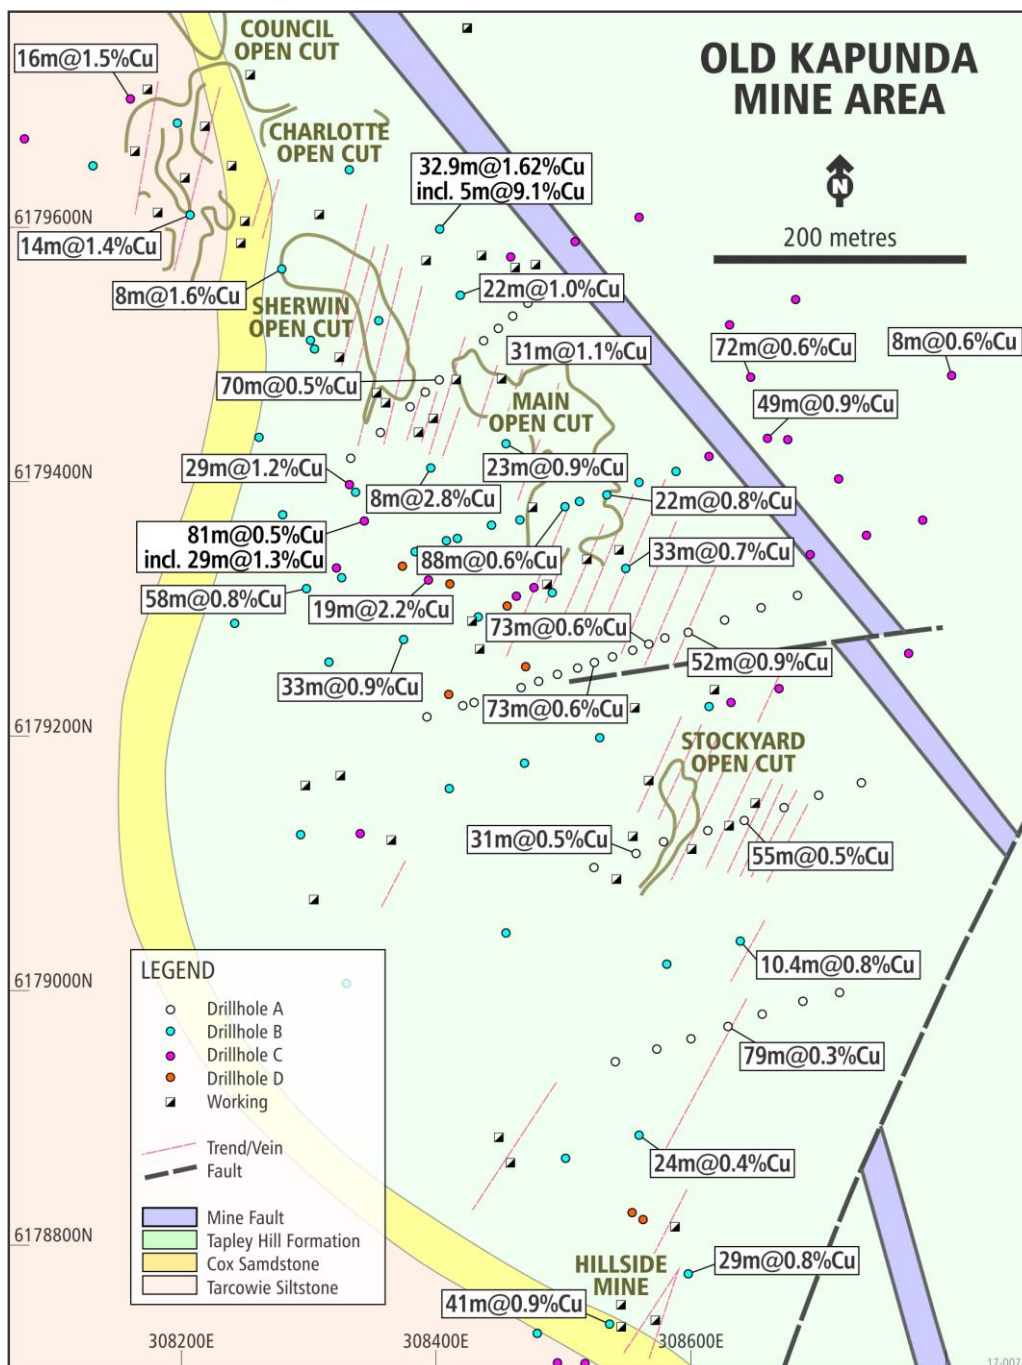 COUNCIL
OPEN CUT
OLD KAPUNDA
MINE AREA
16m@1.5%Cu
CHARLOTTE
OPEN CUT
32.9m@1.62%Cu
incl. 5m@9.1%Cu
N
6179600N
200 metres
14m@1.4%Cu
8m@1.6%Cu
22m@1.0%Cu
SHERWIN
OPEN CUT
31m@1.1%Cu
72m@0.6%Cu
8m@0.6%Cu
70m@0.5%Cu
MAIN
OPEN CUT
49m@0.9%Cu
6179400N
29m@1.2%Cu
23m@0.9%Cu
8m@2.8%Cu
22m@0.8%Cu
81m@0.5%Cu
incl. 29m@1.3%Cu
88m@0.6%Cu
33m@0.7%Cu
58m@0.8%Cu
19m@2.2%Cu
73m@0.6%Cu
52m@0.9%Cu
33m@0.9%Cu
73m@0.6%Cu
6179200N
STOCKYARD
OPEN CUT
31m@0.5%Cu
55m@0.5%Cu
6179000N
10.4m@0.8%Cu
79m@0.3%Cu
24m@0.4%Cu
LEGEND
Drillhole A
Drillhole B
Drillhole C
Drillhole D
Working
Trend/Vein
Fault
Mine Fault
Tapley Hill Formation
Cox Samdstone
Tarcowie Siltstone
6178800N
HILLSIDE
MINE
29m@0.8%Cu
41m@0.9%Cu
308200E
308400E
308600E
17-007